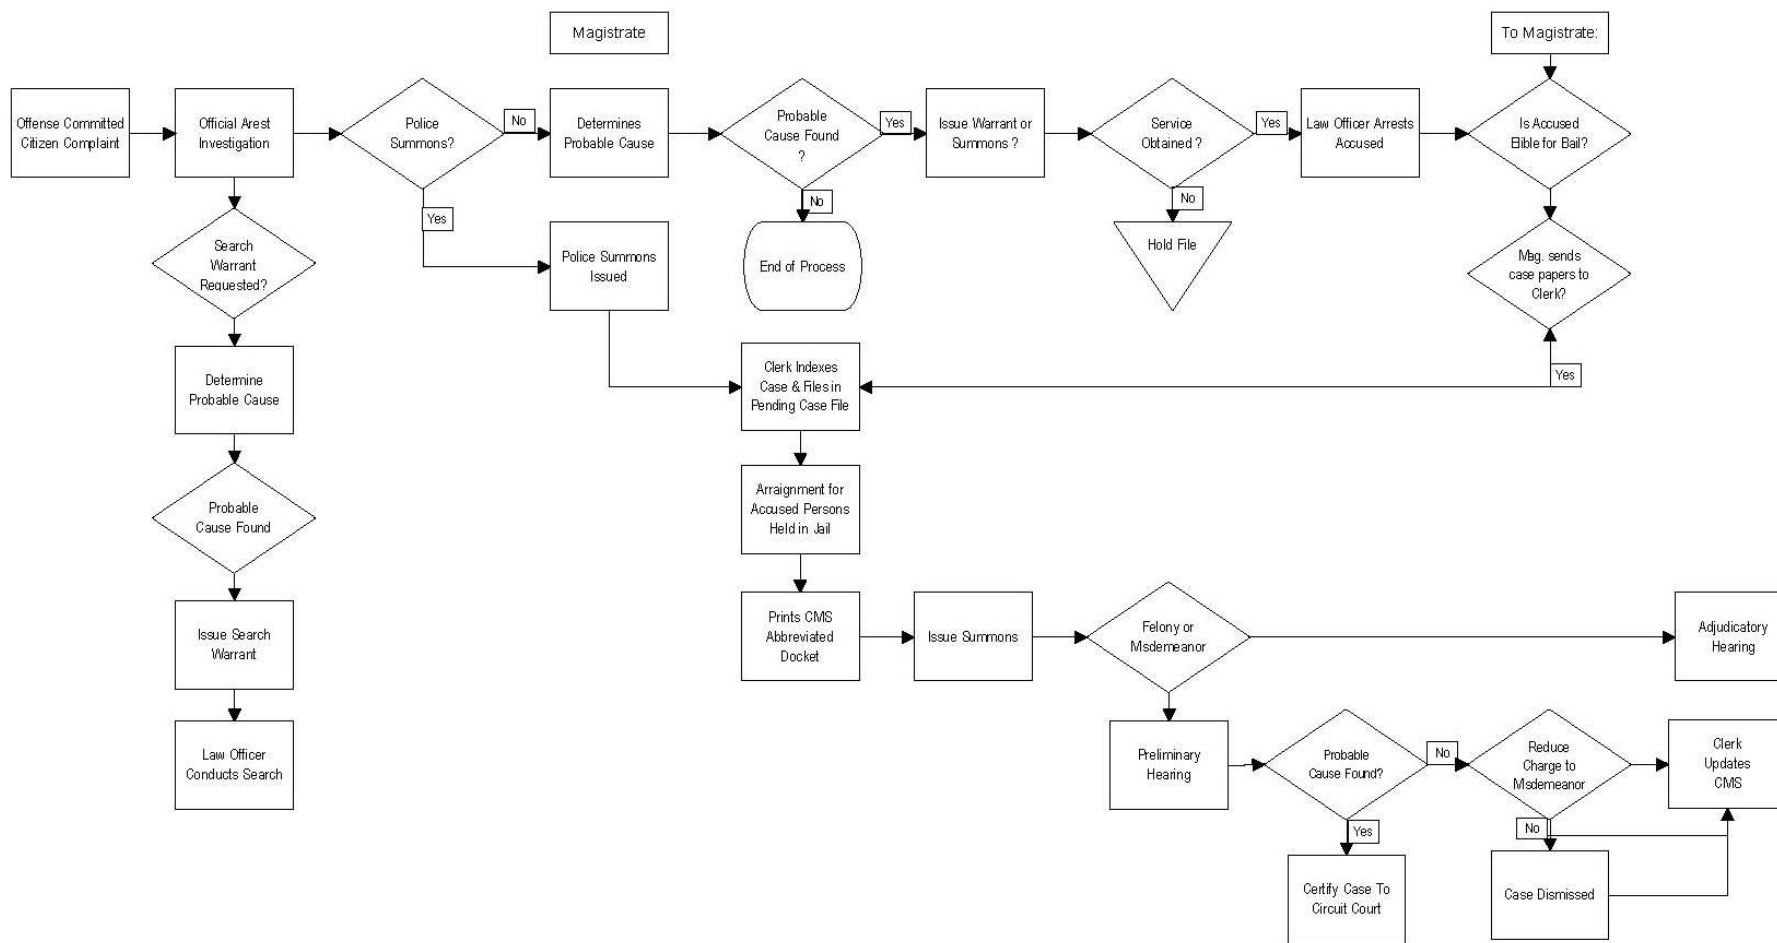 Magistrate
To Magistrate:
Offense Committed
Citizen Complaint
Official Arest
Investigation
Police
Summons?
No
Determines
Probable Cause
Probable
Cause Found
?
Yes
Issue Warrant or
Summons ?
Service
Obtained ?
Yes
Law Officer Arrests
Accused
Is Accused
Elbible for Bail?
Yes
No
No
Search
Warrant
Requested?
Police Summons
Issued
End of Process
Hold File
Mag. sends
case papers to
Clerk?
Determine
Probable Cause
Clerk Indexes
Case & Files in
Pending Case File
Yes
Probable
Cause Found
Arraignment for
Accused Persons
Held in Jail
Issue Search
Warrant
Prints CMS
Abbreviated
Docket
Issue Summons
Felony or
Misdemeanor
Adjudicatory
Hearing
Law Officer
Conducts Search
Preliminary
Hearing
Probable
Cause Found?
No
Reduce
Charge to
Misdemeanor
Clerk
Updates
CMS
Yes
No
Certify Case To
Circuit Court
Case Dismissed